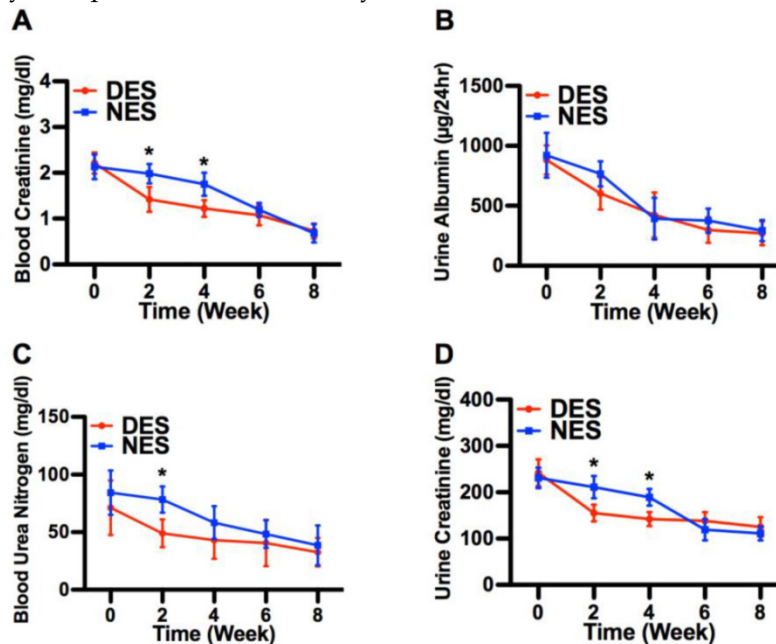 A
Blood Creatinine (mg/dl)
4
3
2
1
0
DES
NES
*
*
0 2 4 6 8
Time (Week)
B
Urine Albumin (µg/24hr)
1500
1000
500
0
DES
NES
0 2 4 6 8
Time (Week)
C
Blood Urea Nitrogen (mg/dl)
150
100
50
0
DES
NES
*
0 2 4 6 8
Time (Week)
D
Urine Creatinine (mg/dl)
400
300
200
100
0
DES
NES
*
*
0 2 4 6 8
Time (Week)